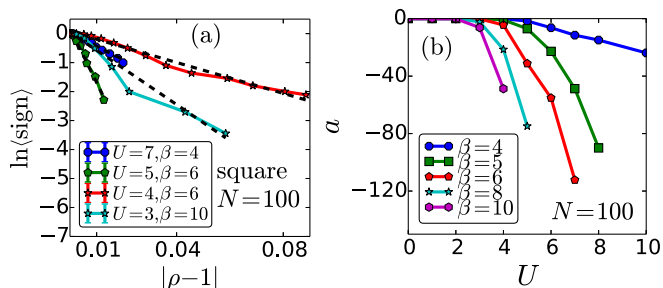 (a)
0
−1
−2
−3
−4
−5
−6
−7
ln⟨sign⟩
U=7,β=4
U=5,β=6
U=4,β=6
U=3,β=10
square
N=100
0.01
0.04
0.08
|ρ−1|
(b)
0
−40
−80
−120
a
β=4
β=5
β=6
β=8
β=10
N=100
0 2 4 6 8 10
U